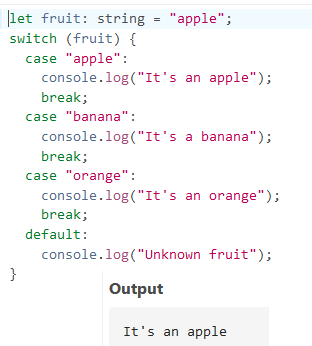 let fruit: string = "apple";
switch (fruit) {
  case "apple":
    console.log("It's an apple");
    break;
  case "banana":
    console.log("It's a banana");
    break;
  case "orange":
    console.log("It's an orange");
    break;
  default:
    console.log("Unknown fruit");
}
Output
It's an apple